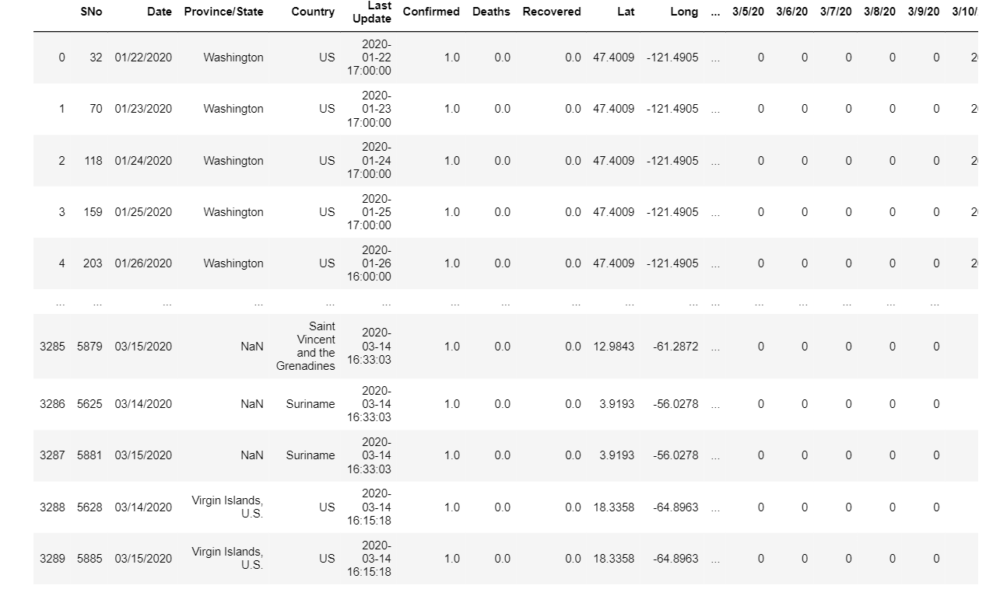 SNo Date Province/State Country Last Update Confirmed Deaths Recovered Lat Long ... 3/5/20 3/6/20 3/7/20 3/8/20 3/9/20 3/10/
0 32 01/22/2020 Washington US 2020-01-22 17:00:00 1.0 0.0 0.0 47.4009 -121.4905 ... 0 0 0 0 0
1 70 01/23/2020 Washington US 2020-01-23 17:00:00 1.0 0.0 0.0 47.4009 -121.4905 ... 0 0 0 0 0
2 118 01/24/2020 Washington US 2020-01-24 17:00:00 1.0 0.0 0.0 47.4009 -121.4905 ... 0 0 0 0 0
3 159 01/25/2020 Washington US 2020-01-25 17:00:00 1.0 0.0 0.0 47.4009 -121.4905 ... 0 0 0 0 0
4 203 01/26/2020 Washington US 2020-01-26 16:00:00 1.0 0.0 0.0 47.4009 -121.4905 ... 0 0 0 0 0
... ... ... ... ... ... ... ... ... ... ... ... ... ... ... ... ...
3285 5879 03/15/2020 NaN Saint Vincent and the Grenadines 2020-03-14 16:33:03 1.0 0.0 0.0 12.9843 -61.2872 ... 0 0 0 0 0
3286 5625 03/14/2020 NaN Suriname 2020-03-14 16:33:03 1.0 0.0 0.0 3.9193 -56.0278 ... 0 0 0 0 0
3287 5881 03/15/2020 NaN Suriname 2020-03-14 16:33:03 1.0 0.0 0.0 3.9193 -56.0278 ... 0 0 0 0 0
3288 5628 03/14/2020 Virgin Islands, U.S. US 2020-03-14 16:15:18 1.0 0.0 0.0 18.3358 -64.8963 ... 0 0 0 0 0
3289 5885 03/15/2020 Virgin Islands, U.S. US 2020-03-14 16:15:18 1.0 0.0 0.0 18.3358 -64.8963 ... 0 0 0 0 0